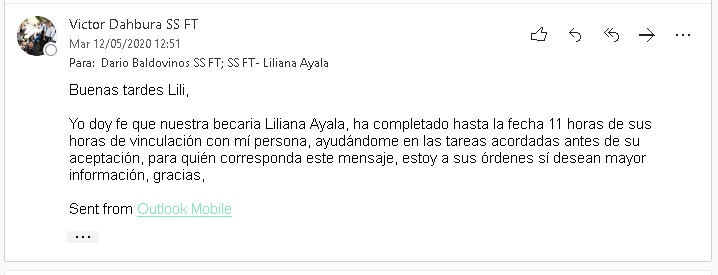 Victor Dahbura SS FT
Mar 12/05/2020 12:51
Para: Dario Baldovinos SS FT; SS FT- Liliana Ayala
Buenas tardes Lili,
Yo doy fe que nuestra becaria Liliana Ayala, ha completado hasta la fecha 11 horas de sus
horas de vinculación con mí persona, ayudándome en las tareas acordadas antes de su
aceptación, para quién corresponda este mensaje, estoy a sus órdenes sí desean mayor
información, gracias,
Sent from Outlook Mobile